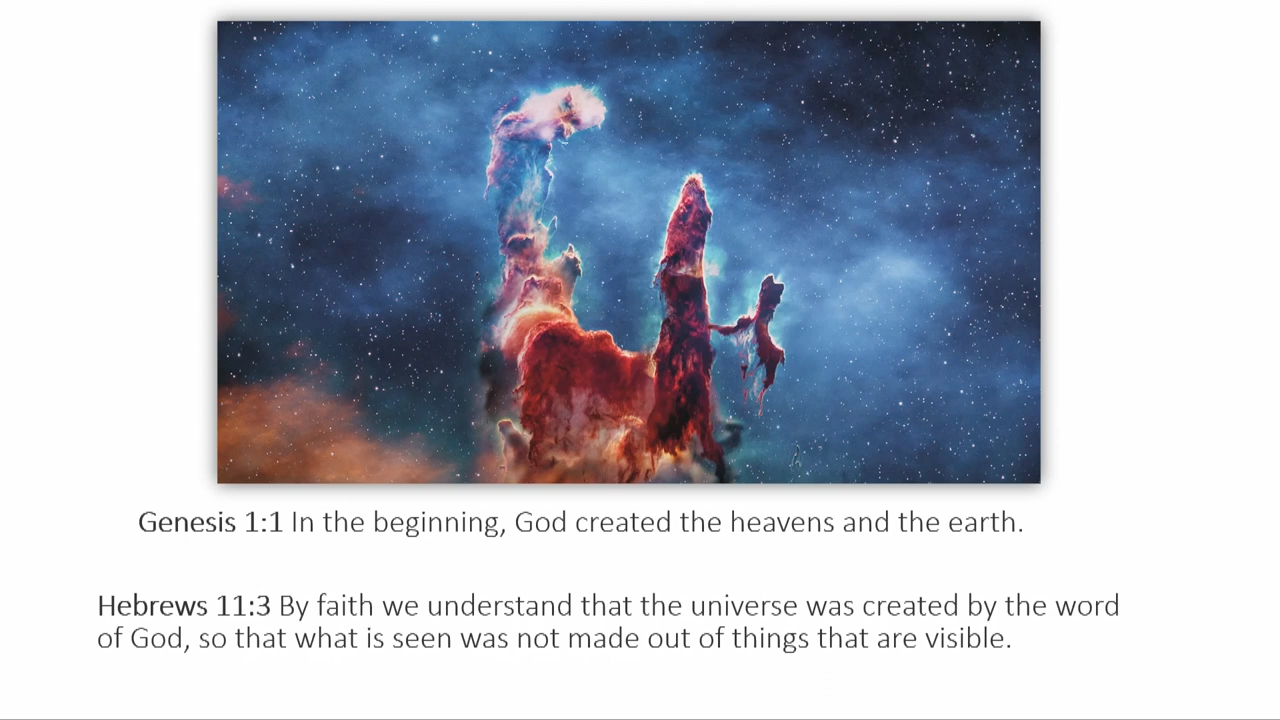 Genesis 1:1 In the beginning, God created the heavens and the earth.
Hebrews 11:3 By faith we understand that the universe was created by the word
of God, so that what is seen was not made out of things that are visible.